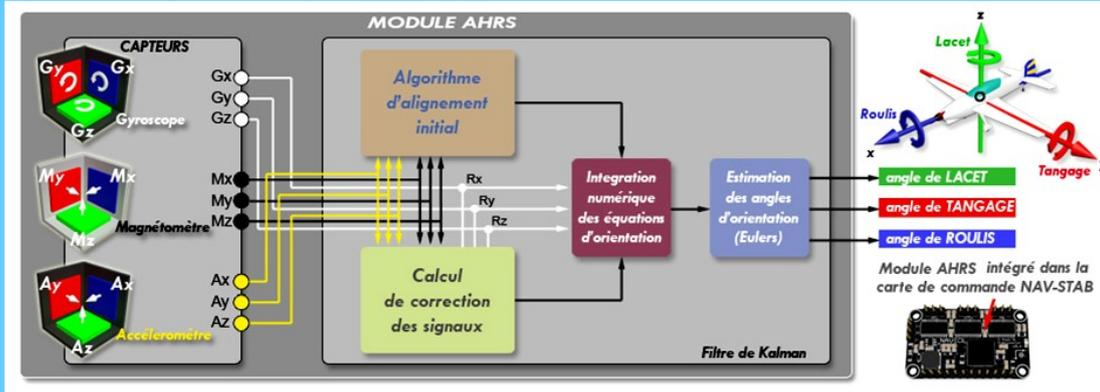 MODULE AHRS
CAPTEURS
Gy
Gx
Gz
Gyroscope
My
Mx
Mz
Magnétomètre
Ay
Ax
Az
Accéleromètre
Gx
Gy
Gz
Mx
My
Mz
Ax
Ay
Az
Algorithme
d'alignement
initial
Rx
Ry
Rz
Calcul
de correction
des signaux
Integration
numérique
des équations
d'orientation
Estimation
des angles
d'orientation
(Eulers)
Filtre de Kalman
z
Lacet
Roulis
x
Tangage
angle de LACET
angle de TANGAGE
angle de ROULIS
Module AHRS intégré dans la
carte de commande NAV-STAB